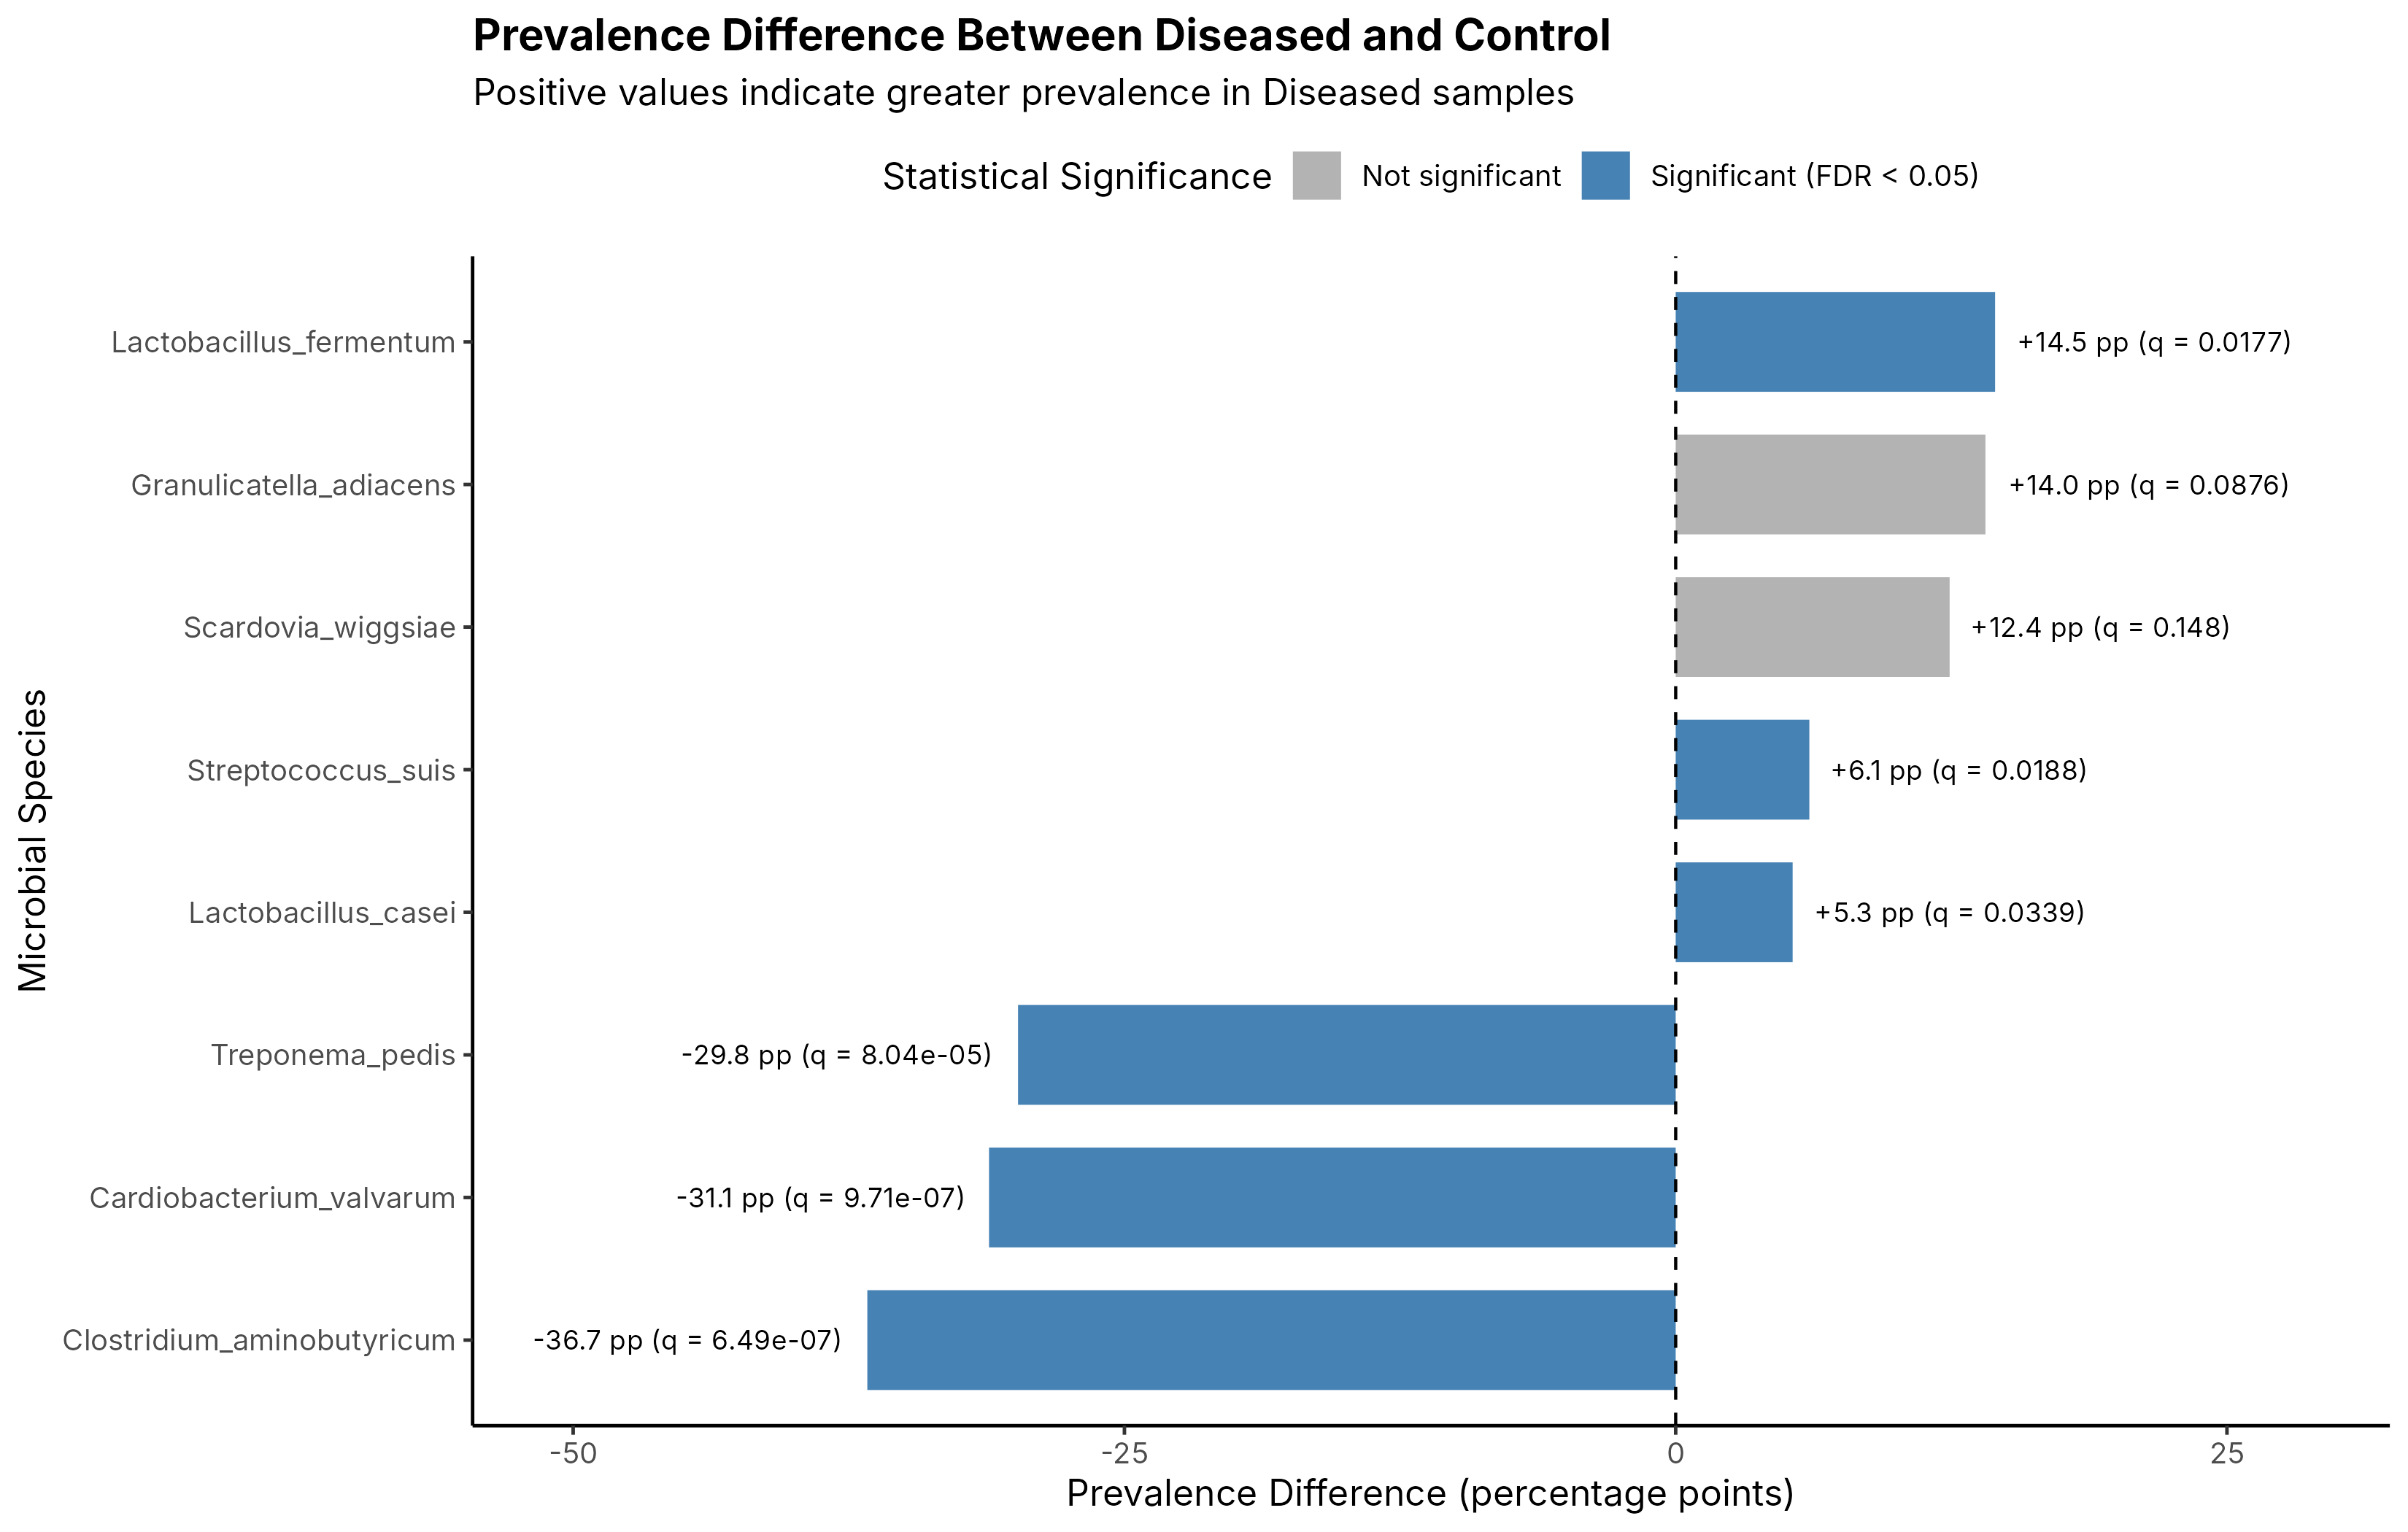 Prevalence Difference Between Diseased and Control
Positive values indicate greater prevalence in Diseased samples
Statistical Significance Not significant Significant (FDR < 0.05)
Microbial Species
Lactobacillus_fermentum +14.5 pp (q = 0.0177)
Granulicatella_adiacens +14.0 pp (q = 0.0876)
Scardovia_wiggsiae +12.4 pp (q = 0.148)
Streptococcus_suis +6.1 pp (q = 0.0188)
Lactobacillus_casei +5.3 pp (q = 0.0339)
Treponema_pedis -29.8 pp (q = 8.04e-05)
Cardiobacterium_valvarum -31.1 pp (q = 9.71e-07)
Clostridium_aminobutyricum -36.7 pp (q = 6.49e-07)
-50 -25 0 25
Prevalence Difference (percentage points)